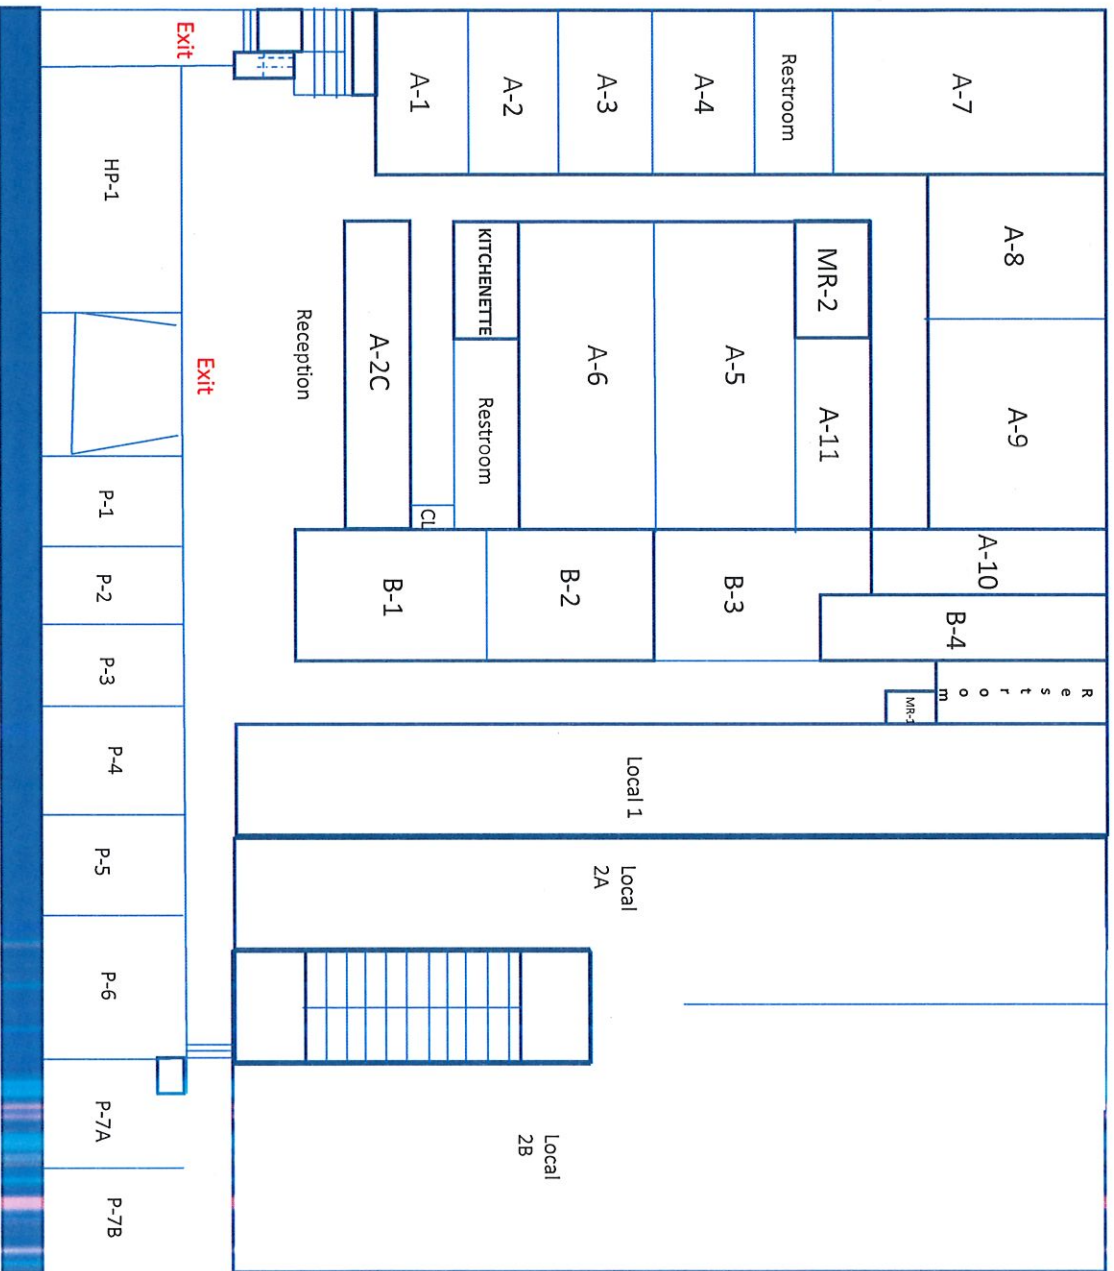 A-7
A-8
A-9
A-10
B-4
Restroom
MR-1
Restroom
MR-2
A-11
A-4
A-5
B-3
A-3
A-6
B-2
Local 1
Local
2A
Local
2B
A-2
KITCHENETTE
Restroom
CL
A-1
A-2C
B-1
Reception
Exit
Exit
HP-1
P-1
P-2
P-3
P-4
P-5
P-6
P-7A
P-7B